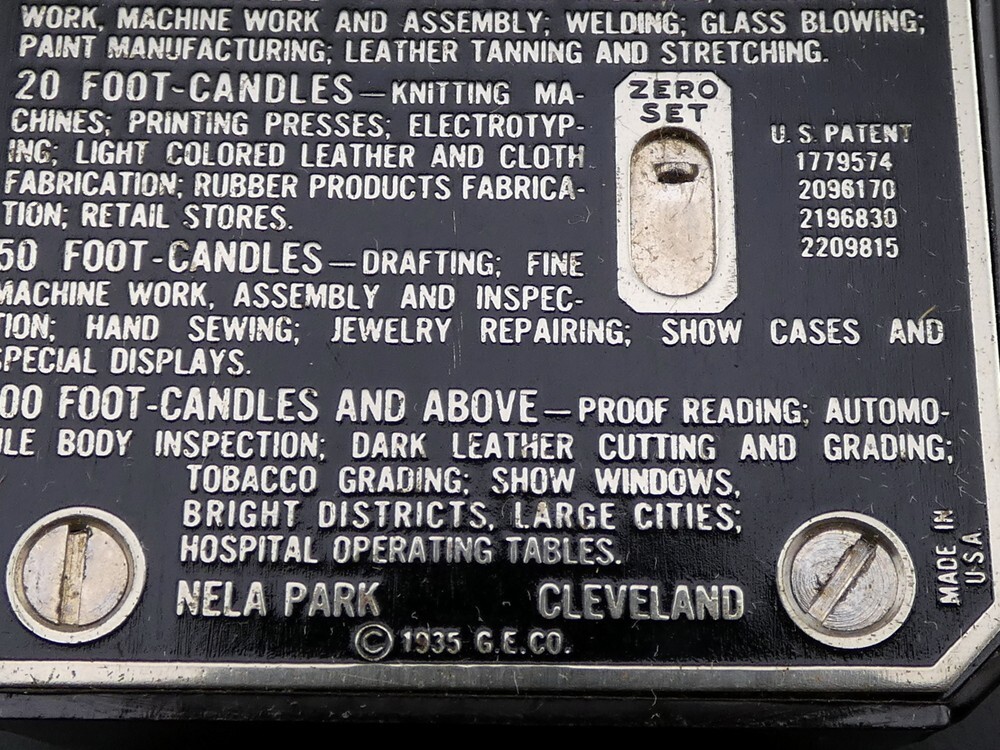 WORK, MACHINE WORK AND ASSEMBLY; WELDING, GLASS BLOWING;
PAINT MANUFACTURING; LEATHER TANNING AND STRETCHING.
20 FOOT-CANDLES—KNITTING MA-
CHINES; PRINTING PRESSES; ELECTROTYP-
ING; LIGHT COLORED LEATHER AND CLOTH
FABRICATION; RUBBER PRODUCTS FABRICA-
TION; RETAIL STORES.
50 FOOT-CANDLES—DRAFTING; FINE
MACHINE WORK, ASSEMBLY AND INSPEC-
TION; HAND SEWING; JEWELRY REPAIRING; SHOW CASES AND
SPECIAL DISPLAYS.
00 FOOT-CANDLES AND ABOVE—PROOF READING; AUTOMO-
ILE BODY INSPECTION; DARK LEATHER CUTTING AND GRADING;
TOBACCO GRADING; SHOW WINDOWS,
BRIGHT DISTRICTS, LARGE CITIES;
HOSPITAL OPERATING TABLES.
NELA PARK CLEVELAND
© 1935 G.E.CO.
ZERO
SET
U.S. PATENT
1779574
2096170
2196830
2209815
MADE IN
U.S.A.